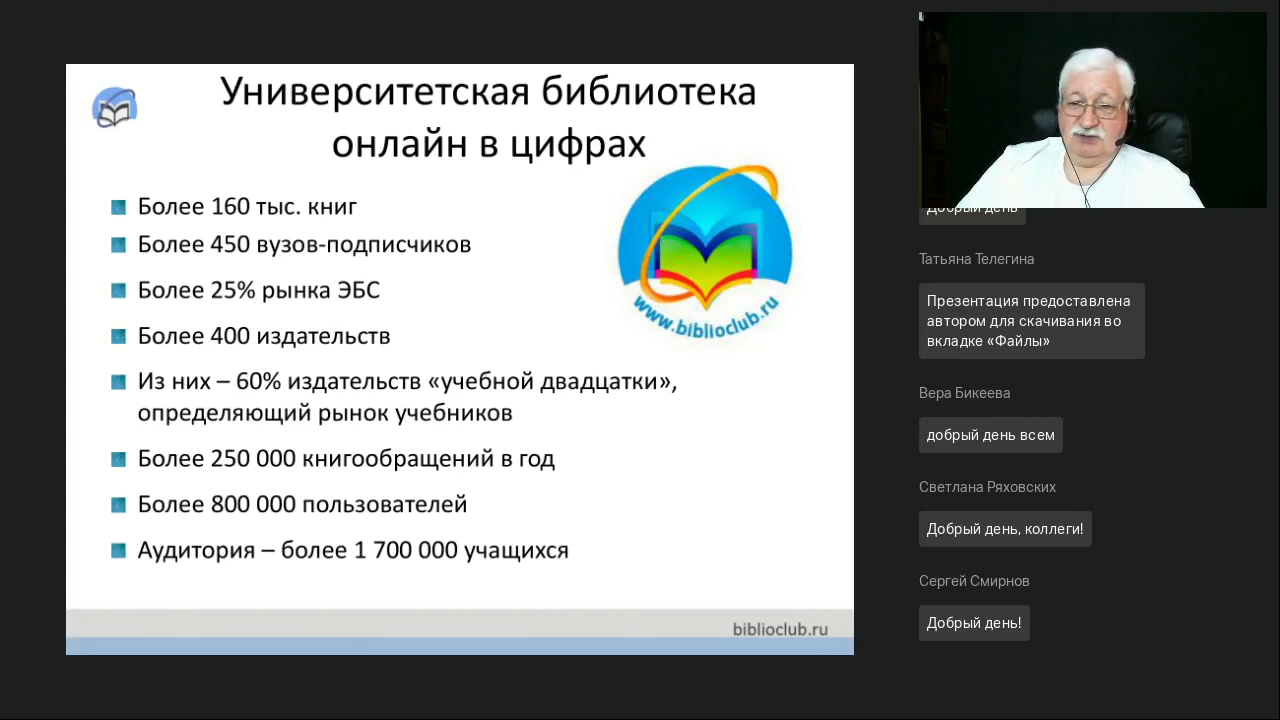 Университетская библиотека
онлайн в цифрах
Более 160 тыс. книг
Более 450 вузов-подписчиков
Более 25% рынка ЭБС
Более 400 издательств
Из них – 60% издательств «учебной двадцатки»,
определяющий рынок учебников
Более 250 000 книгообращений в год
Более 800 000 пользователей
Аудитория – более 1 700 000 учащихся
www.biblioclub.ru
biblioclub.ru
Добрый день
Татьяна Телегина
Презентация предоставлена
автором для скачивания во
вкладке «Файлы»
Вера Бикеева
добрый день всем
Светлана Ряховских
Добрый день, коллеги!
Сергей Смирнов
Добрый день!